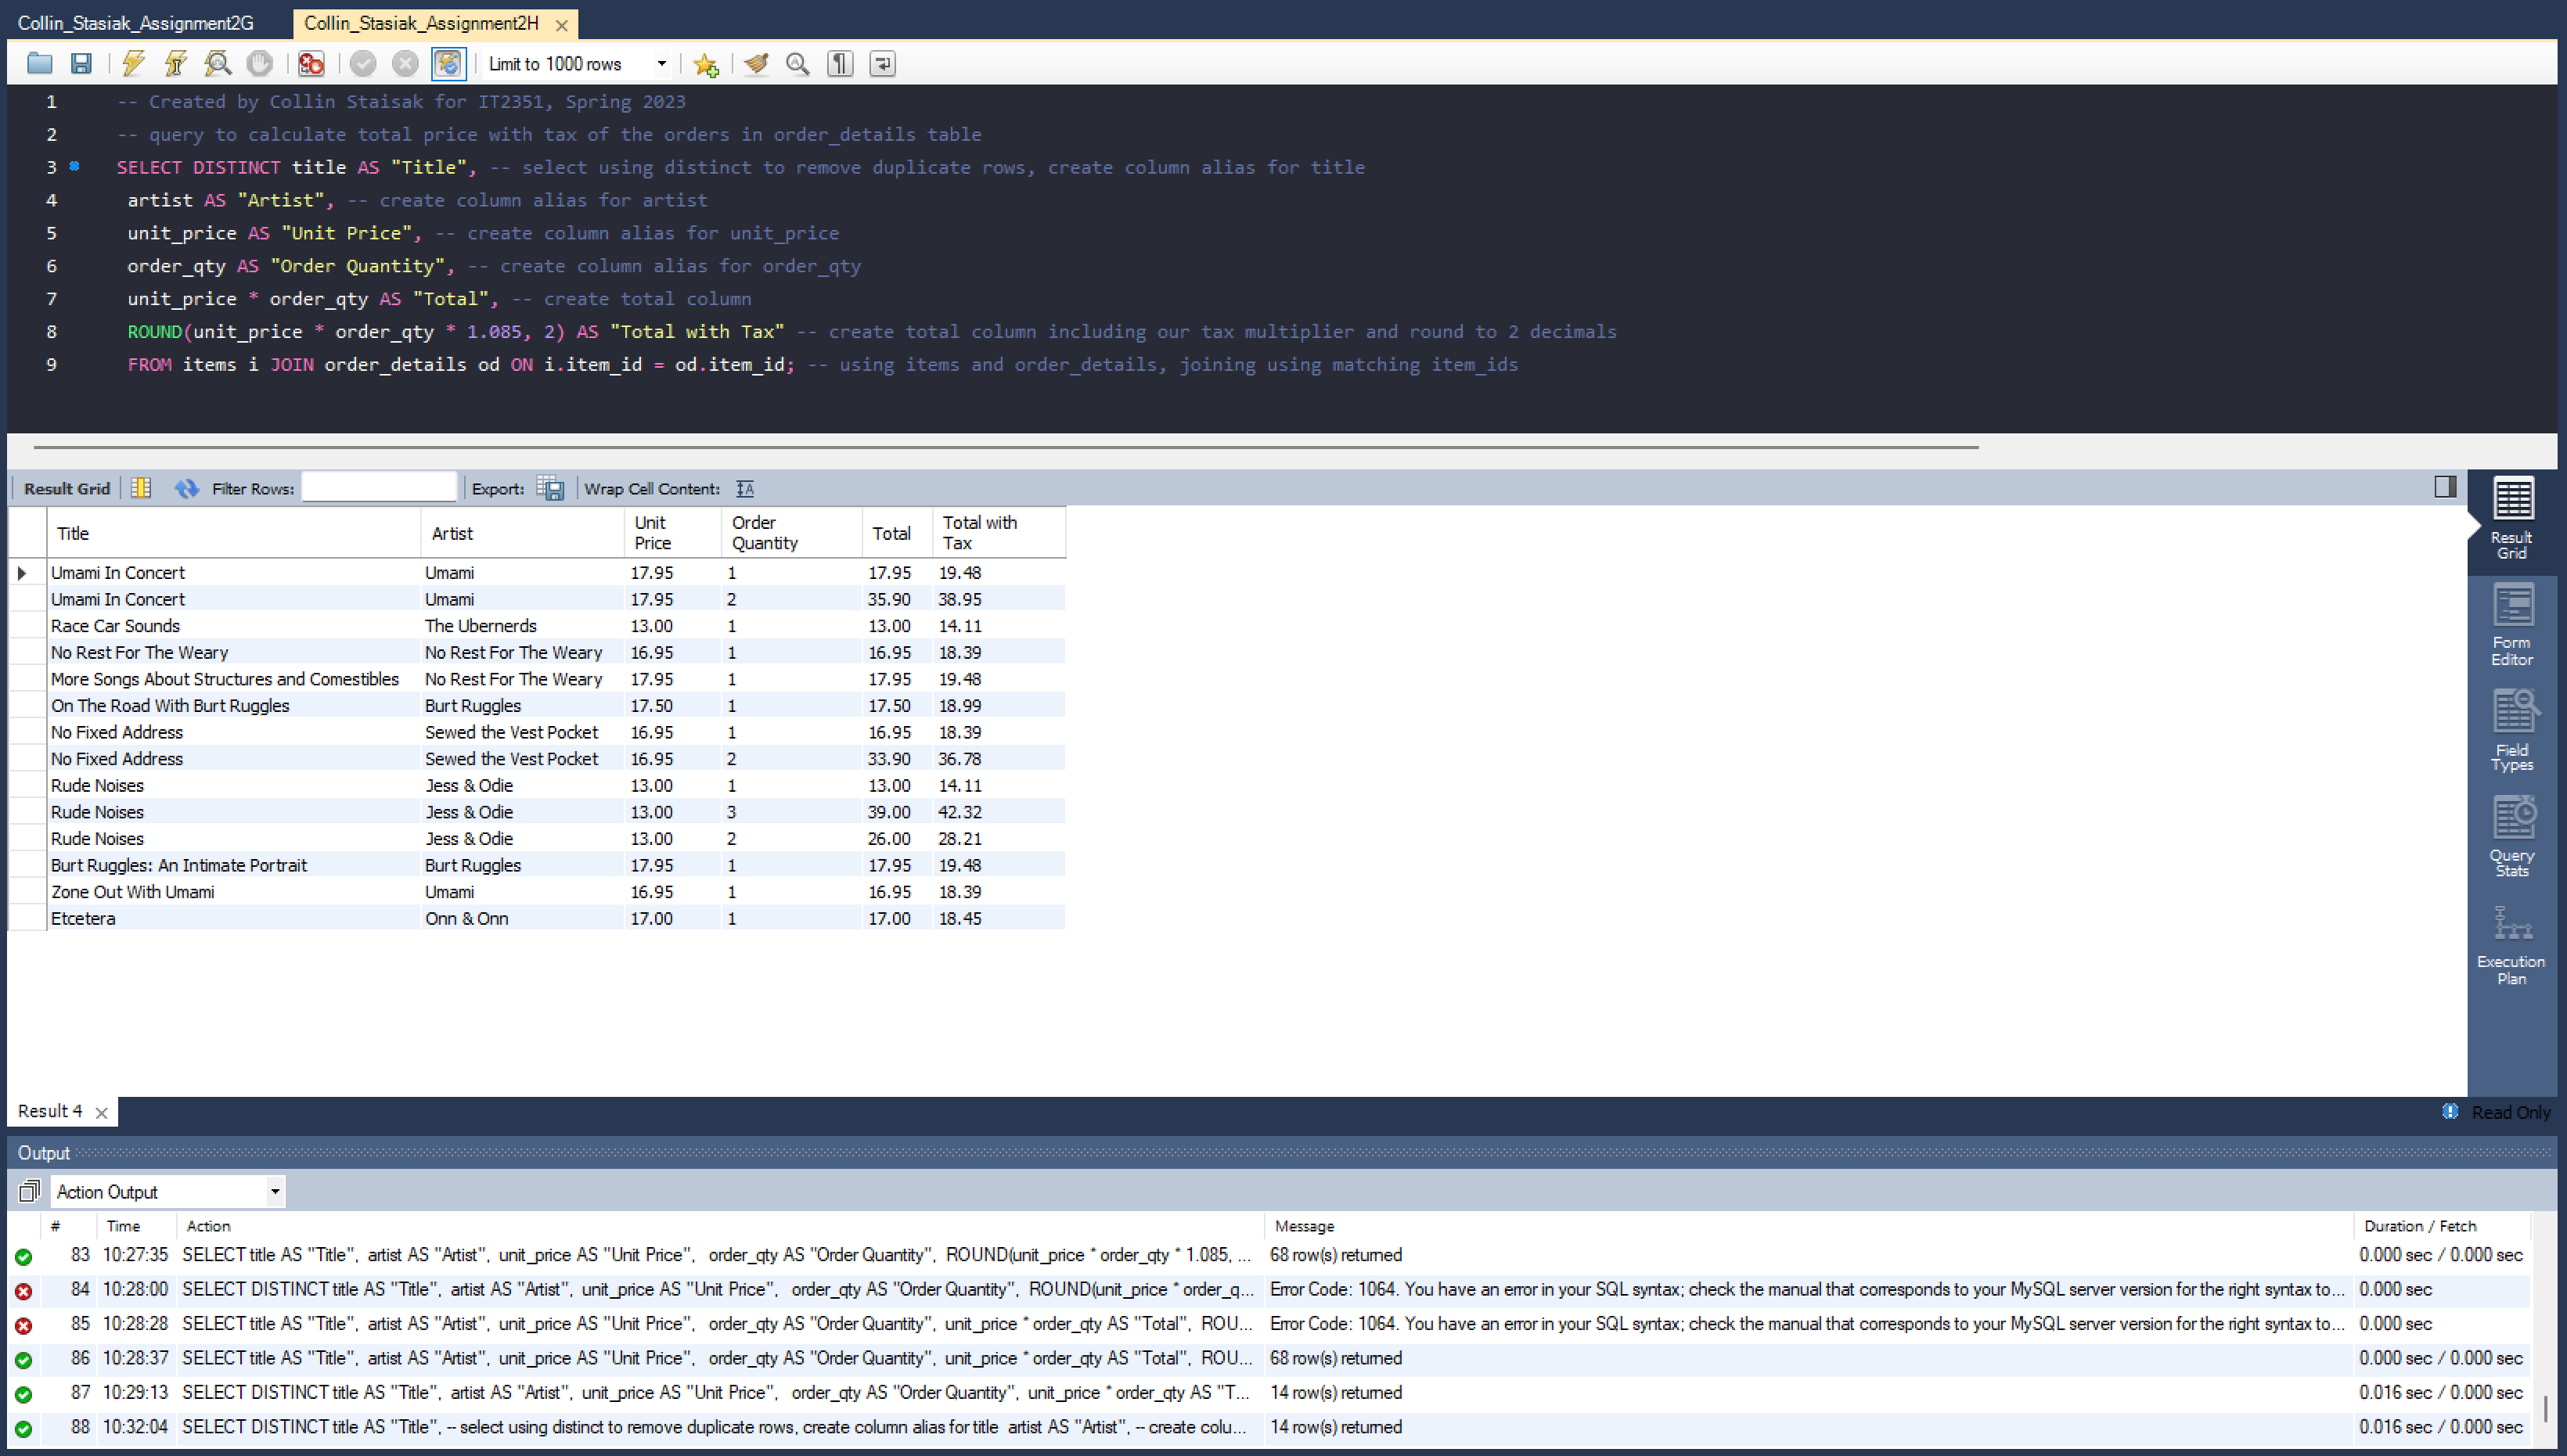 Collin_Stasiak_Assignment2G Collin_Stasiak_Assignment2H
Limit to 1000 rows
1 -- Created by Collin Staisak for IT2351, Spring 2023
2 -- query to calculate total price with tax of the orders in order_details table
3 SELECT DISTINCT title AS "Title", -- select using distinct to remove duplicate rows, create column alias for title
4 artist AS "Artist", -- create column alias for artist
5 unit_price AS "Unit Price", -- create column alias for unit_price
6 order_qty AS "Order Quantity", -- create column alias for order_qty
7 unit_price * order_qty AS "Total", -- create total column
8 ROUND(unit_price * order_qty * 1.085, 2) AS "Total with Tax" -- create total column including our tax multiplier and round to 2 decimals
9 FROM items i JOIN order_details od ON i.item_id = od.item_id; -- using items and order_details, joining using matching item_ids
Result Grid Filter Rows: Export: Wrap Cell Content:
Title Artist Unit Price Order Quantity Total Total with Tax
Umami In Concert Umami 17.95 1 17.95 19.48
Umami In Concert Umami 17.95 2 35.90 38.95
Race Car Sounds The Ubernerds 13.00 1 13.00 14.11
No Rest For The Weary No Rest For The Weary 16.95 1 16.95 18.39
More Songs About Structures and Comestibles No Rest For The Weary 17.95 1 17.95 19.48
On The Road With Burt Ruggles Burt Ruggles 17.50 1 17.50 18.99
No Fixed Address Sewed the Vest Pocket 16.95 1 16.95 18.39
No Fixed Address Sewed the Vest Pocket 16.95 2 33.90 36.78
Rude Noises Jess & Odie 13.00 1 13.00 14.11
Rude Noises Jess & Odie 13.00 3 39.00 42.32
Rude Noises Jess & Odie 13.00 2 26.00 28.21
Burt Ruggles: An Intimate Portrait Burt Ruggles 17.95 1 17.95 19.48
Zone Out With Umami Umami 16.95 1 16.95 18.39
Etcetera Onn & Onn 17.00 1 17.00 18.45
Result Grid
Form Editor
Field Types
Query Stats
Execution Plan
Result 4 Read Only
Output
Action Output
# Time Action Message Duration / Fetch
83 10:27:35 SELECT title AS "Title", artist AS "Artist", unit_price AS "Unit Price", order_qty AS "Order Quantity", ROUND(unit_price * order_qty * 1.085, ... 68 row(s) returned 0.000 sec / 0.000 sec
84 10:28:00 SELECT DISTINCT title AS "Title", artist AS "Artist", unit_price AS "Unit Price", order_qty AS "Order Quantity", ROUND(unit_price * order_q... Error Code: 1064. You have an error in your SQL syntax; check the manual that corresponds to your MySQL server version for the right syntax to... 0.000 sec
85 10:28:28 SELECT title AS "Title", artist AS "Artist", unit_price AS "Unit Price", order_qty AS "Order Quantity", unit_price * order_qty AS "Total", ROU... Error Code: 1064. You have an error in your SQL syntax; check the manual that corresponds to your MySQL server version for the right syntax to... 0.000 sec
86 10:28:37 SELECT title AS "Title", artist AS "Artist", unit_price AS "Unit Price", order_qty AS "Order Quantity", unit_price * order_qty AS "Total", ROU... 68 row(s) returned 0.000 sec / 0.000 sec
87 10:29:13 SELECT DISTINCT title AS "Title", artist AS "Artist", unit_price AS "Unit Price", order_qty AS "Order Quantity", unit_price * order_qty AS "T... 14 row(s) returned 0.016 sec / 0.000 sec
88 10:32:04 SELECT DISTINCT title AS "Title", -- select using distinct to remove duplicate rows, create column alias for title artist AS "Artist", -- create colu... 14 row(s) returned 0.016 sec / 0.000 sec